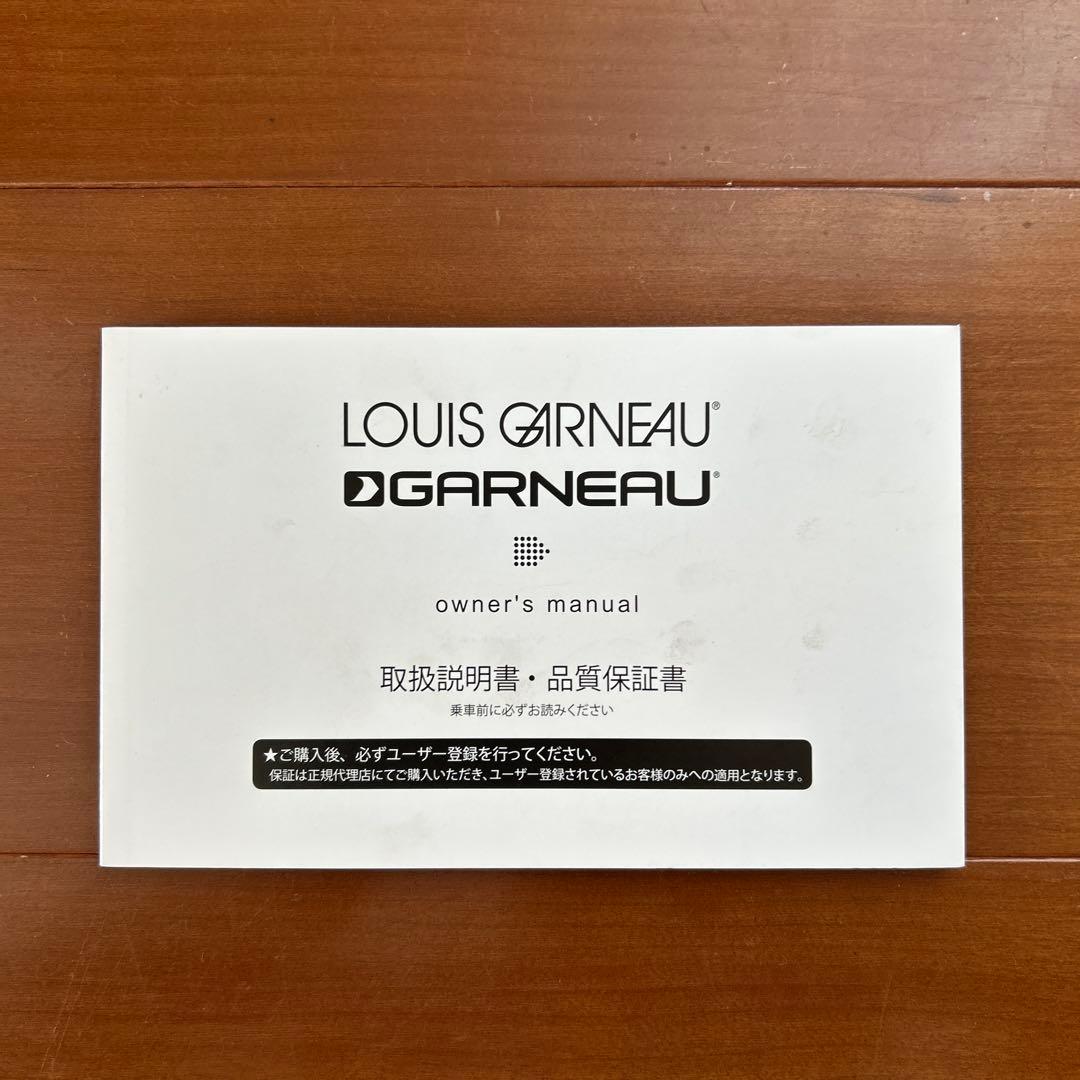 LOUIS GARNEAU®
GARNEAU®
owner's manual
取扱説明書・品質保証書
乗車前に必ずお読みください
★ご購入後、必ずユーザー登録を行ってください。
保証は正規代理店にてご購入いただき、ユーザー登録されているお客様のみへの適用となります。